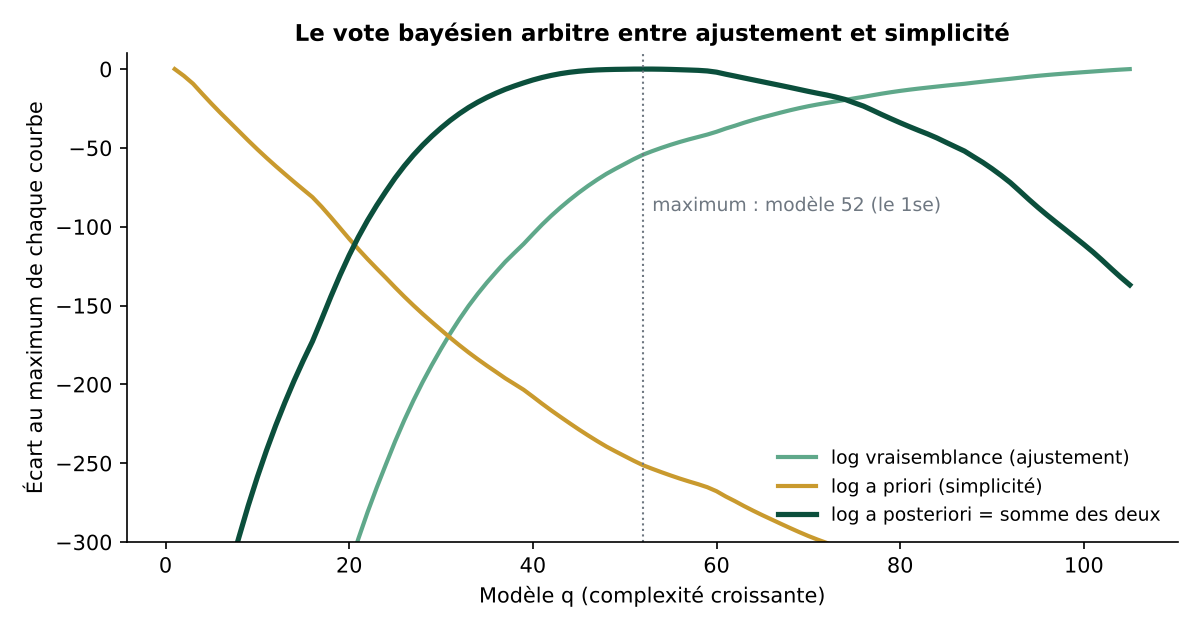 Le vote bayésien arbitre entre ajustement et simplicité
Écart au maximum de chaque courbe
0
−50
−100
−150
−200
−250
−300
maximum : modèle 52 (le 1se)
log vraisemblance (ajustement)
log a priori (simplicité)
log a posteriori = somme des deux
0 20 40 60 80 100
Modèle q (complexité croissante)